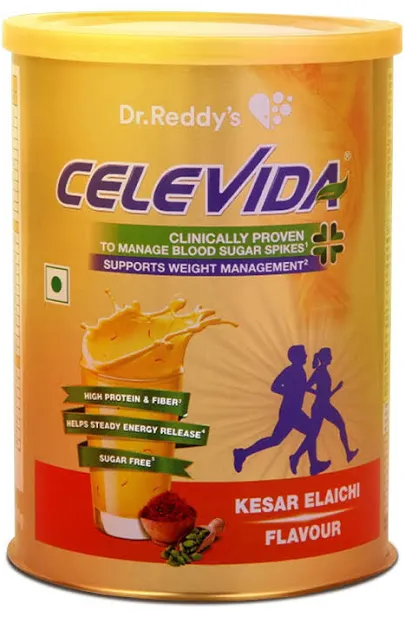 Dr.Reddy's
CELEVIDA®
CLINICALLY PROVEN
TO MANAGE BLOOD SUGAR SPIKES¹
SUPPORTS WEIGHT MANAGEMENT²
HIGH PROTEIN & FIBER³
HELPS STEADY ENERGY RELEASE⁴
SUGAR FREE⁵
KESAR ELAICHI
FLAVOUR